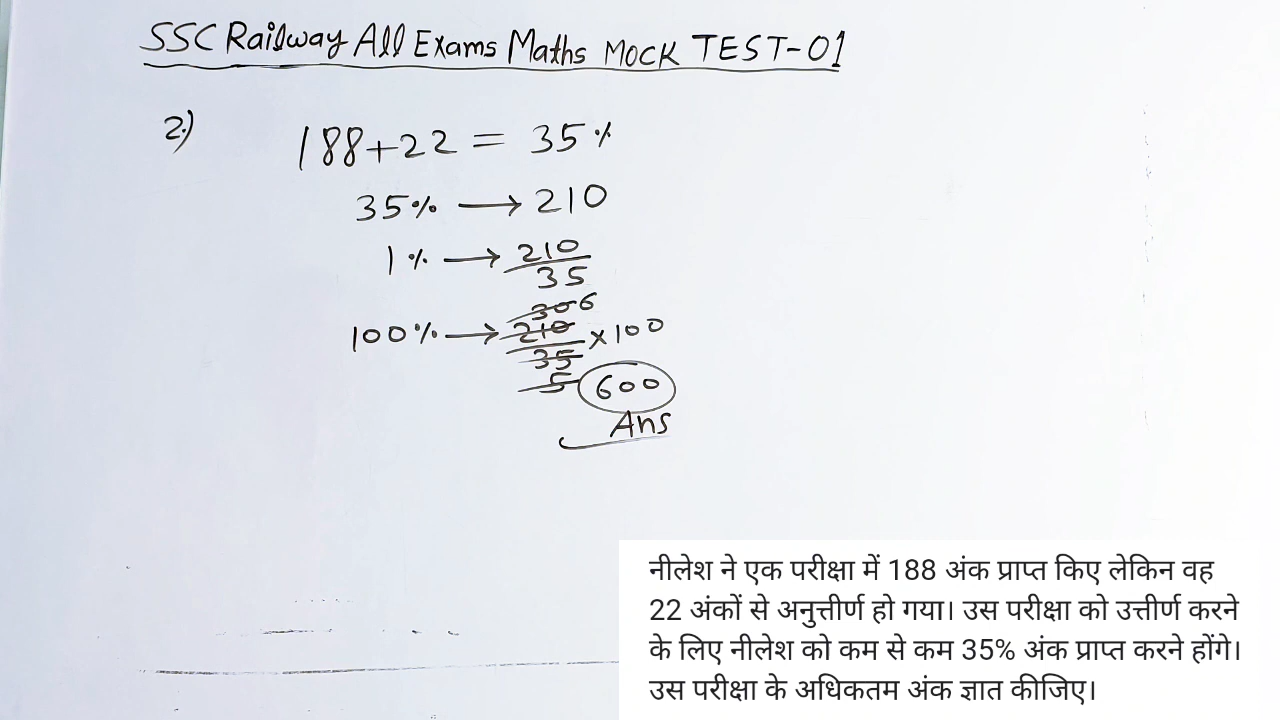 SSC Railway All Exams Maths MOCK TEST-01
2)
188+22 = 35%
35% → 210
1% → 210/35
306
100% → 210/35 ×100
5 600
Ans
नीलेश ने एक परीक्षा में 188 अंक प्राप्त किए लेकिन वह
22 अंकों से अनुत्तीर्ण हो गया। उस परीक्षा को उत्तीर्ण करने
के लिए नीलेश को कम से कम 35% अंक प्राप्त करने होंगे।
उस परीक्षा के अधिकतम अंक ज्ञात कीजिए।